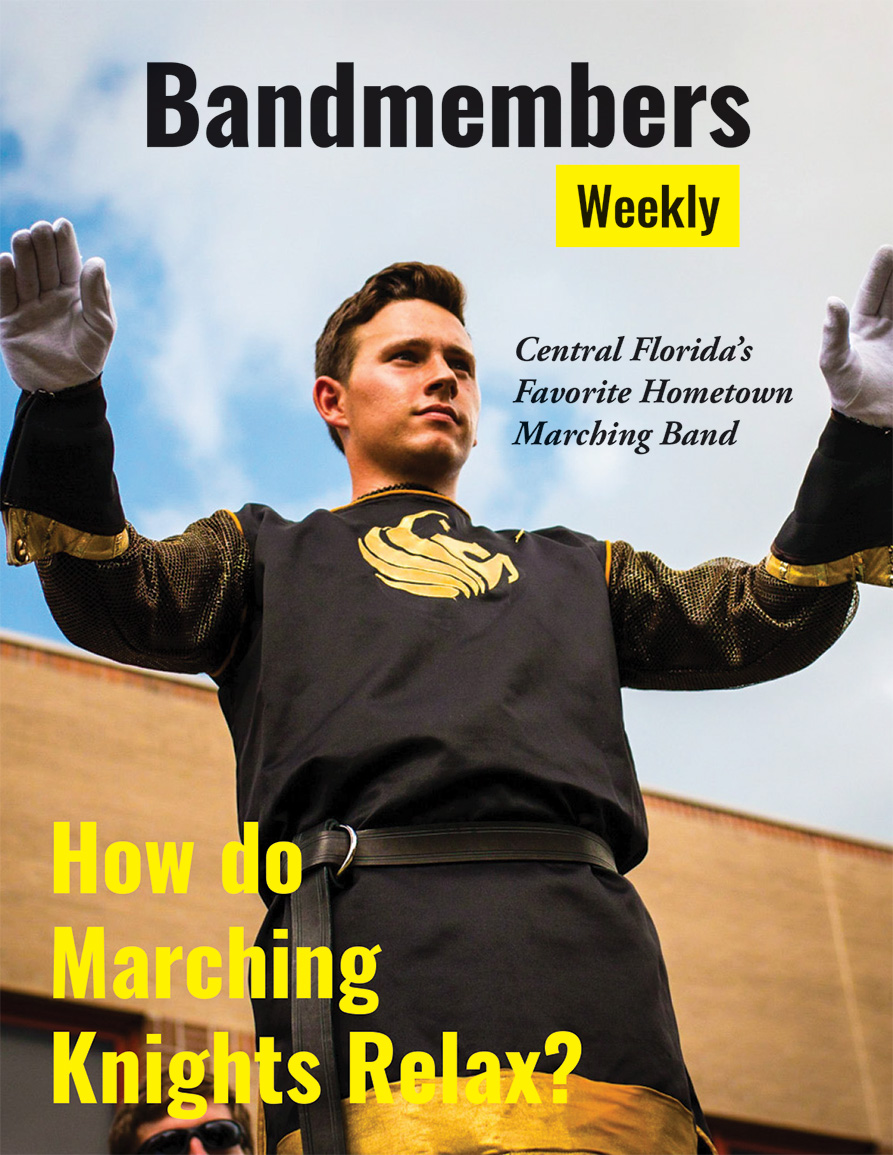 Bandmembers
Weekly
Central Florida's
Favorite Hometown
Marching Band
How do
Marching
Knights Relax?